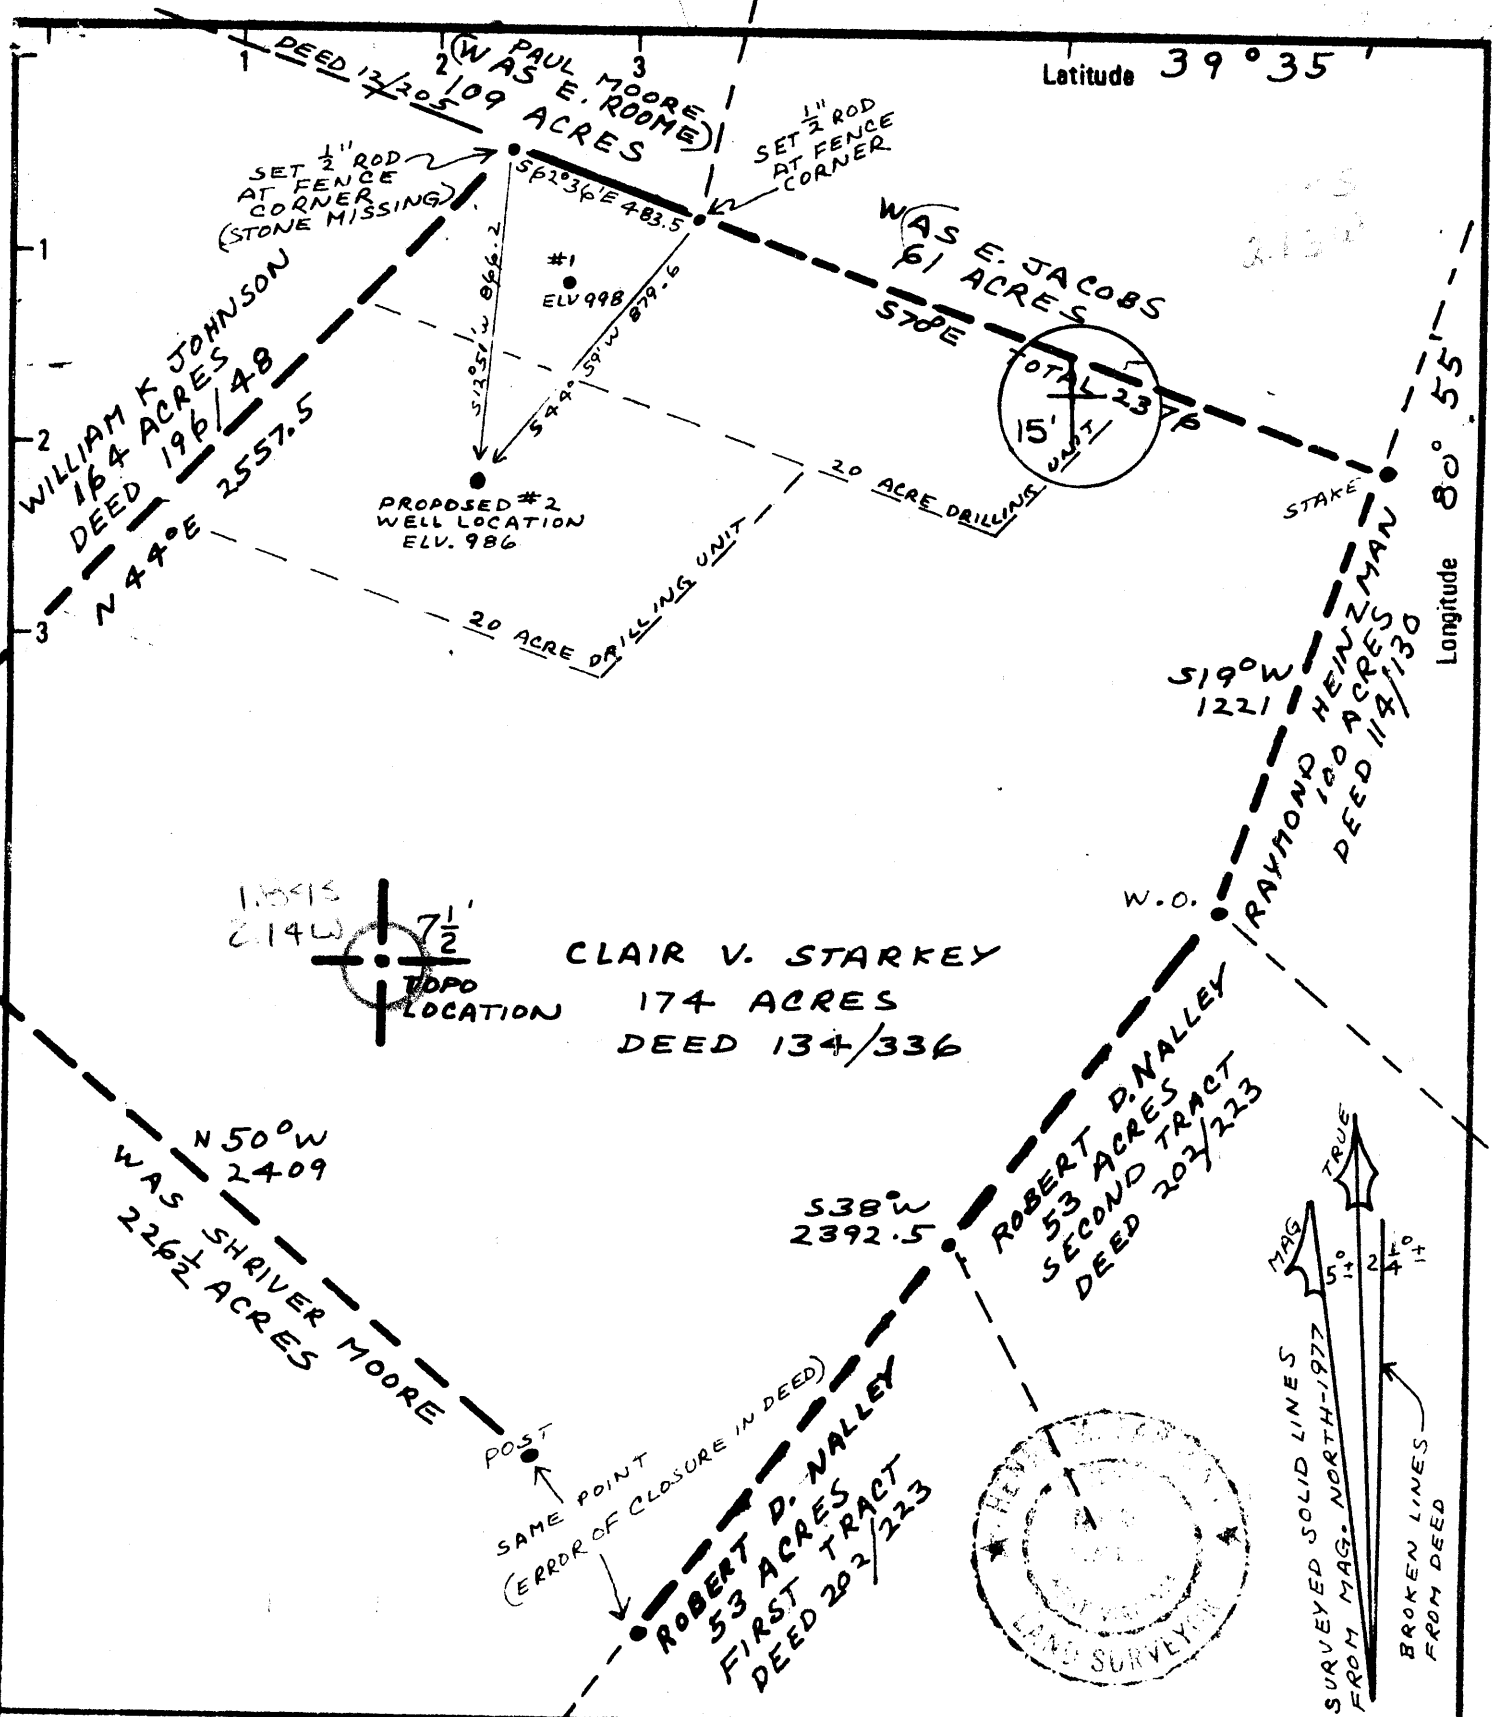 Latitude 39° 35
1
2
3
DEED 12/205
PAUL MOORE
(WAS E. ROOME)
109 ACRES
SET 1/2" ROD
AT FENCE
CORNER
(STONE MISSING)
SET 1/2" ROD
AT FENCE
CORNER
S62°36'E 483.5
S12°51'W 866.2
S44°59'W 879.6
#1
ELV 998
WAS E. JACOBS
61 ACRES
S70°E
TOTAL 2376
15'
1
2
3
WILLIAM K JOHNSON
164 ACRES
DEED 196/48
N 44°E 2557.5
PROPOSED #2
WELL LOCATION
ELV. 986
20 ACRE DRILLING UNIT
20 ACRE DRILLING UNIT
STAKE
Longitude 80° 55'
S19°W
1221
RAYMOND HEINZMAN
100 ACRES
DEED 114/130
W.O.
2.14W
7 1/2'
TOPO
LOCATION
CLAIR V. STARKEY
174 ACRES
DEED 134/336
N 50°W
2409
WAS SHRIVER MOORE
226 1/2 ACRES
S38°W
2392.5
ROBERT D. NALLEY
53 ACRES
SECOND TRACT
DEED 202/223
POST
SAME POINT
(ERROR OF CLOSURE IN DEED)
ROBERT D. NALLEY
53 ACRES
FIRST TRACT
DEED 202/223
LAND SURVEYOR
TRUE
MAG
5°±
2 1/4°±
SURVEYED SOLID LINES
FROM MAG. NORTH-1977
BROKEN LINES
FROM DEED